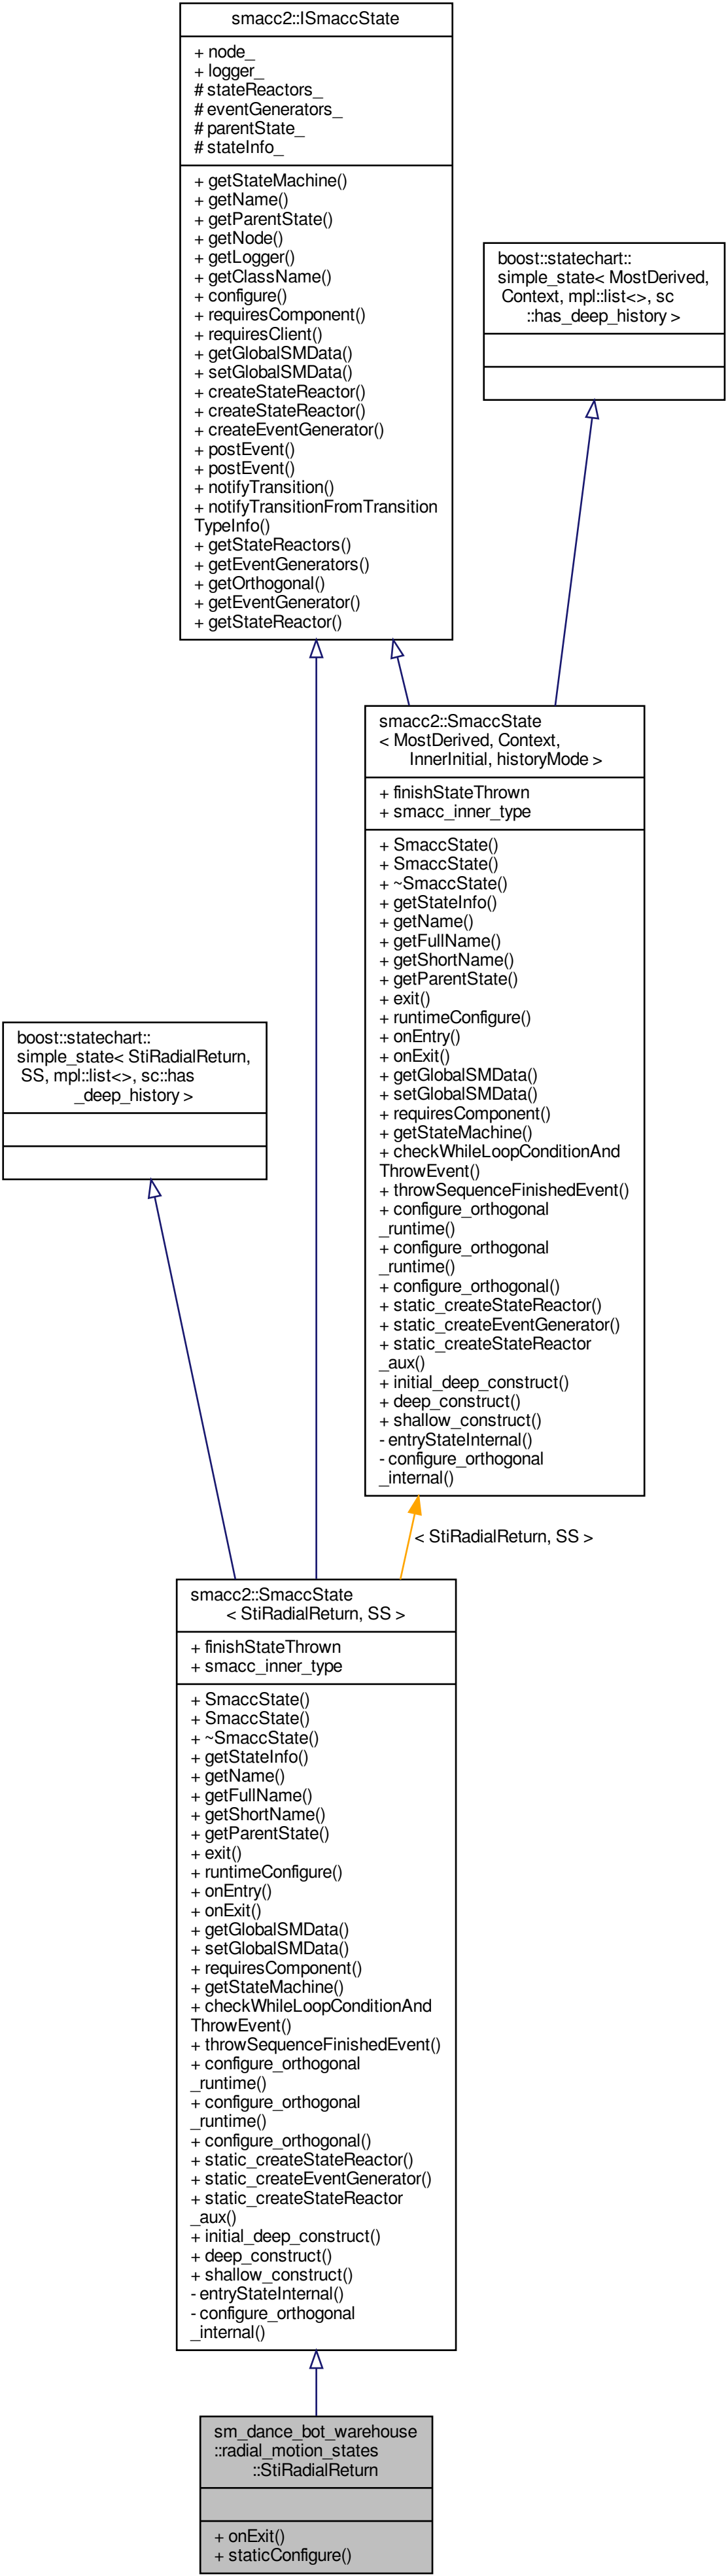 smacc2::ISmaccState
+ node_
+ logger_
# stateReactors_
# eventGenerators_
# parentState_
# stateInfo_
+ getStateMachine()
+ getName()
+ getParentState()
+ getNode()
+ getLogger()
+ getClassName()
+ configure()
+ requiresComponent()
+ requiresClient()
+ getGlobalSMData()
+ setGlobalSMData()
+ createStateReactor()
+ createStateReactor()
+ createEventGenerator()
+ postEvent()
+ postEvent()
+ notifyTransition()
+ notifyTransitionFromTransition
TypeInfo()
+ getStateReactors()
+ getEventGenerators()
+ getOrthogonal()
+ getEventGenerator()
+ getStateReactor()
boost::statechart::
simple_state< MostDerived,
Context, mpl::list<>, sc
::has_deep_history >
smacc2::SmaccState
< MostDerived, Context,
InnerInitial, historyMode >
+ finishStateThrown
+ smacc_inner_type
+ SmaccState()
+ SmaccState()
+ ~SmaccState()
+ getStateInfo()
+ getName()
+ getFullName()
+ getShortName()
+ getParentState()
+ exit()
+ runtimeConfigure()
+ onEntry()
+ onExit()
+ getGlobalSMData()
+ setGlobalSMData()
+ requiresComponent()
+ getStateMachine()
+ checkWhileLoopConditionAnd
ThrowEvent()
+ throwSequenceFinishedEvent()
+ configure_orthogonal
_runtime()
+ configure_orthogonal
_runtime()
+ configure_orthogonal()
+ static_createStateReactor()
+ static_createEventGenerator()
+ static_createStateReactor
_aux()
+ initial_deep_construct()
+ deep_construct()
+ shallow_construct()
- entryStateInternal()
- configure_orthogonal
_internal()
boost::statechart::
simple_state< StiRadialReturn,
SS, mpl::list<>, sc::has
_deep_history >
< StiRadialReturn, SS >
smacc2::SmaccState
< StiRadialReturn, SS >
+ finishStateThrown
+ smacc_inner_type
+ SmaccState()
+ SmaccState()
+ ~SmaccState()
+ getStateInfo()
+ getName()
+ getFullName()
+ getShortName()
+ getParentState()
+ exit()
+ runtimeConfigure()
+ onEntry()
+ onExit()
+ getGlobalSMData()
+ setGlobalSMData()
+ requiresComponent()
+ getStateMachine()
+ checkWhileLoopConditionAnd
ThrowEvent()
+ throwSequenceFinishedEvent()
+ configure_orthogonal
_runtime()
+ configure_orthogonal
_runtime()
+ configure_orthogonal()
+ static_createStateReactor()
+ static_createEventGenerator()
+ static_createStateReactor
_aux()
+ initial_deep_construct()
+ deep_construct()
+ shallow_construct()
- entryStateInternal()
- configure_orthogonal
_internal()
sm_dance_bot_warehouse
::radial_motion_states
::StiRadialReturn
+ onExit()
+ staticConfigure()